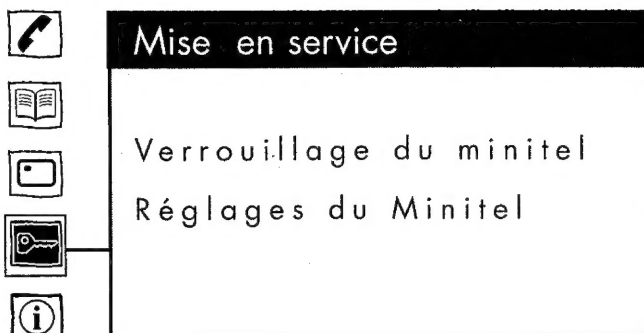 Mise en service
Verrouillage du minitel
Réglages du Minitel
i